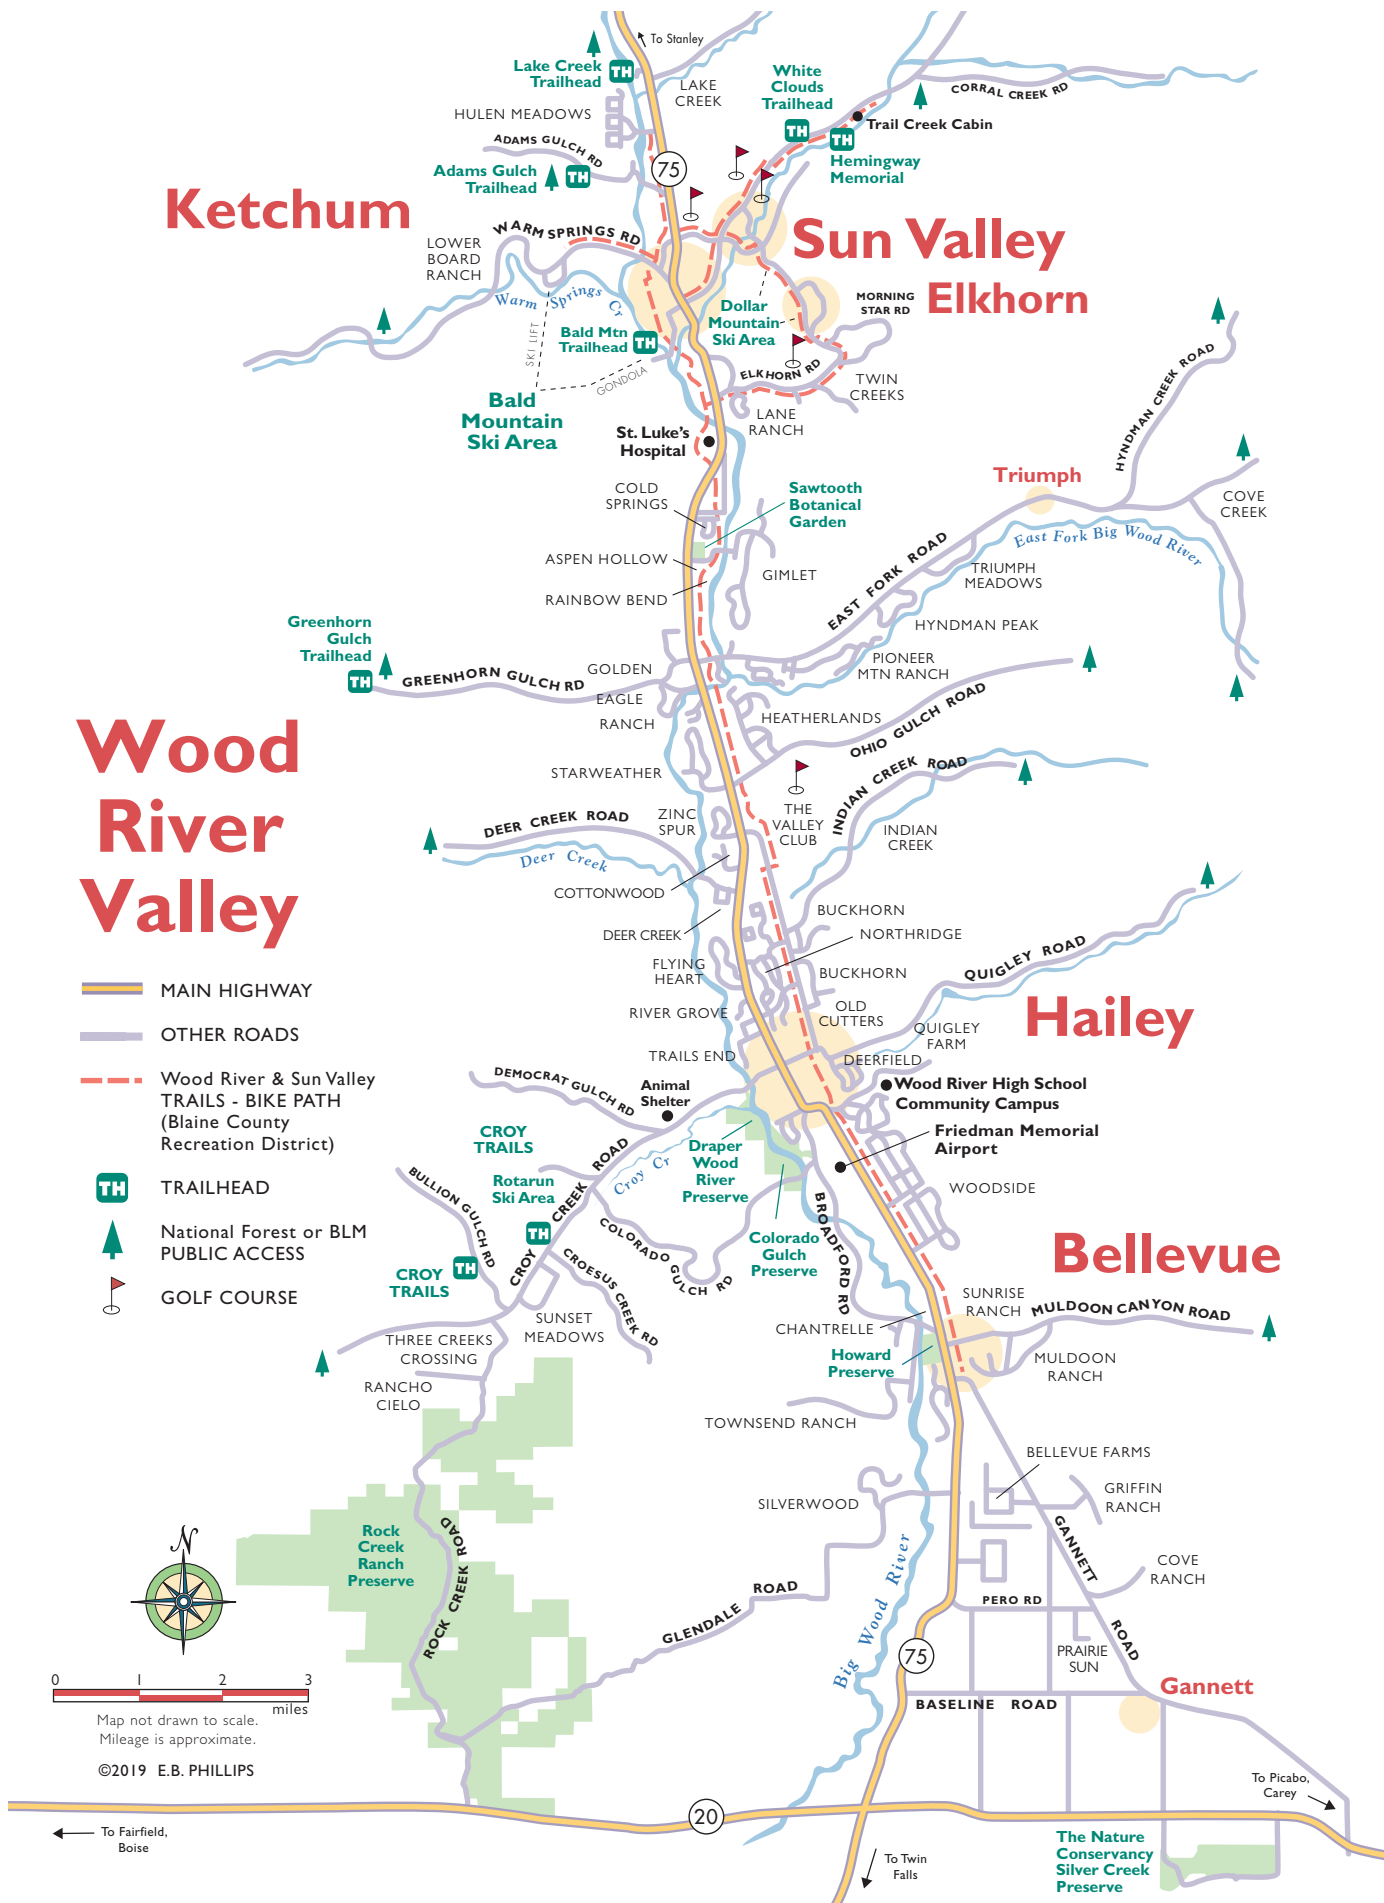 To Stanley
Lake Creek
Trailhead
TH
LAKE
CREEK
White
Clouds
Trailhead
TH
CORRAL CREEK RD
HULEN MEADOWS
Trail Creek Cabin
ADAMS GULCH RD
TH
Hemingway
Memorial
Adams Gulch
Trailhead
TH
75
Ketchum
Sun Valley
WARM SPRINGS RD
LOWER
BOARD
RANCH
Elkhorn
Warm Springs Cr
Dollar
Mountain
Ski Area
MORNING
STAR RD
SKI LIFT
Bald Mtn
Trailhead
TH
GONDOLA
ELKHORN RD
TWIN
CREEKS
HYNDMAN CREEK ROAD
Bald
Mountain
Ski Area
LANE
RANCH
St. Luke's
Hospital
Triumph
COLD
SPRINGS
Sawtooth
Botanical
Garden
COVE
CREEK
EAST FORK ROAD
East Fork Big Wood River
ASPEN HOLLOW
GIMLET
TRIUMPH
MEADOWS
RAINBOW BEND
Greenhorn
Gulch
Trailhead
TH
HYNDMAN PEAK
GREENHORN GULCH RD
GOLDEN
EAGLE
RANCH
PIONEER
MTN RANCH
HEATHERLANDS
OHIO GULCH ROAD
Wood
River
Valley
STARWEATHER
INDIAN CREEK ROAD
DEER CREEK ROAD
ZINC
SPUR
THE
VALLEY
CLUB
INDIAN
CREEK
Deer Creek
COTTONWOOD
BUCKHORN
DEER CREEK
NORTHRIDGE
FLYING
HEART
BUCKHORN
QUIGLEY ROAD
MAIN HIGHWAY
RIVER GROVE
OLD
CUTTERS
Hailey
OTHER ROADS
QUIGLEY
FARM
TRAILS END
DEERFIELD
Wood River & Sun Valley
TRAILS - BIKE PATH
(Blaine County
Recreation District)
DEMOCRAT GULCH RD
Animal
Shelter
Wood River High School
Community Campus
CROY
TRAILS
Draper
Wood
River
Preserve
Friedman Memorial
Airport
TH
TRAILHEAD
BULLION GULCH RD
Rotarun
Ski Area
TH
CROY CREEK ROAD
Croy Cr
WOODSIDE
National Forest or BLM
PUBLIC ACCESS
COLORADO GULCH RD
BROADFORD RD
Colorado
Gulch
Preserve
Bellevue
CROY
TRAILS
TH
CROESUS CREEK RD
GOLF COURSE
SUNRISE
RANCH
MULDOON CANYON ROAD
SUNSET
MEADOWS
CHANTRELLE
THREE CREEKS
CROSSING
Howard
Preserve
MULDOON
RANCH
RANCHO
CIELO
TOWNSEND RANCH
BELLEVUE FARMS
SILVERWOOD
GRIFFIN
RANCH
N
Rock
Creek
Ranch
Preserve
ROCK CREEK ROAD
GANNETT ROAD
COVE
RANCH
GLENDALE ROAD
PERO RD
Big Wood River
75
PRAIRIE
SUN
Gannett
0 1 2 3
miles
BASELINE ROAD
Map not drawn to scale.
Mileage is approximate.
©2019 E.B. PHILLIPS
To Picabo,
Carey
20
To Fairfield,
Boise
To Twin
Falls
The Nature
Conservancy
Silver Creek
Preserve